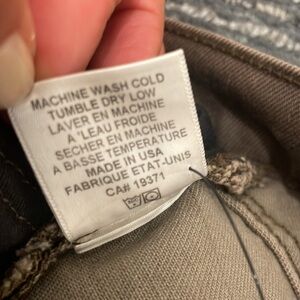 MACHINE WASH COLD
TUMBLE DRY LOW
LAVER EN MACHINE
A 'LEAU FROIDE
SECHER EN MACHINE
A BASSE TEMPERATURE
MADE IN USA
FABRIQUE ETAT-UNIS
CA# 19371